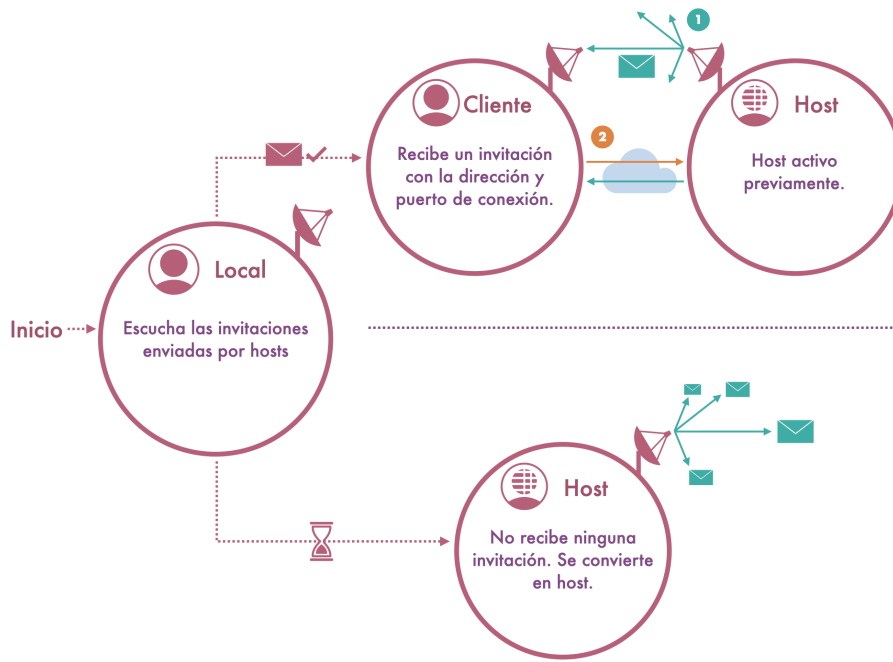 1
Cliente
Recibe un invitación
con la dirección y
puerto de conexión.
2
Host
Host activo
previamente.
Local
Inicio
Escucha las invitaciones
enviadas por hosts
Host
No recibe ninguna
invitación. Se convierte
en host.